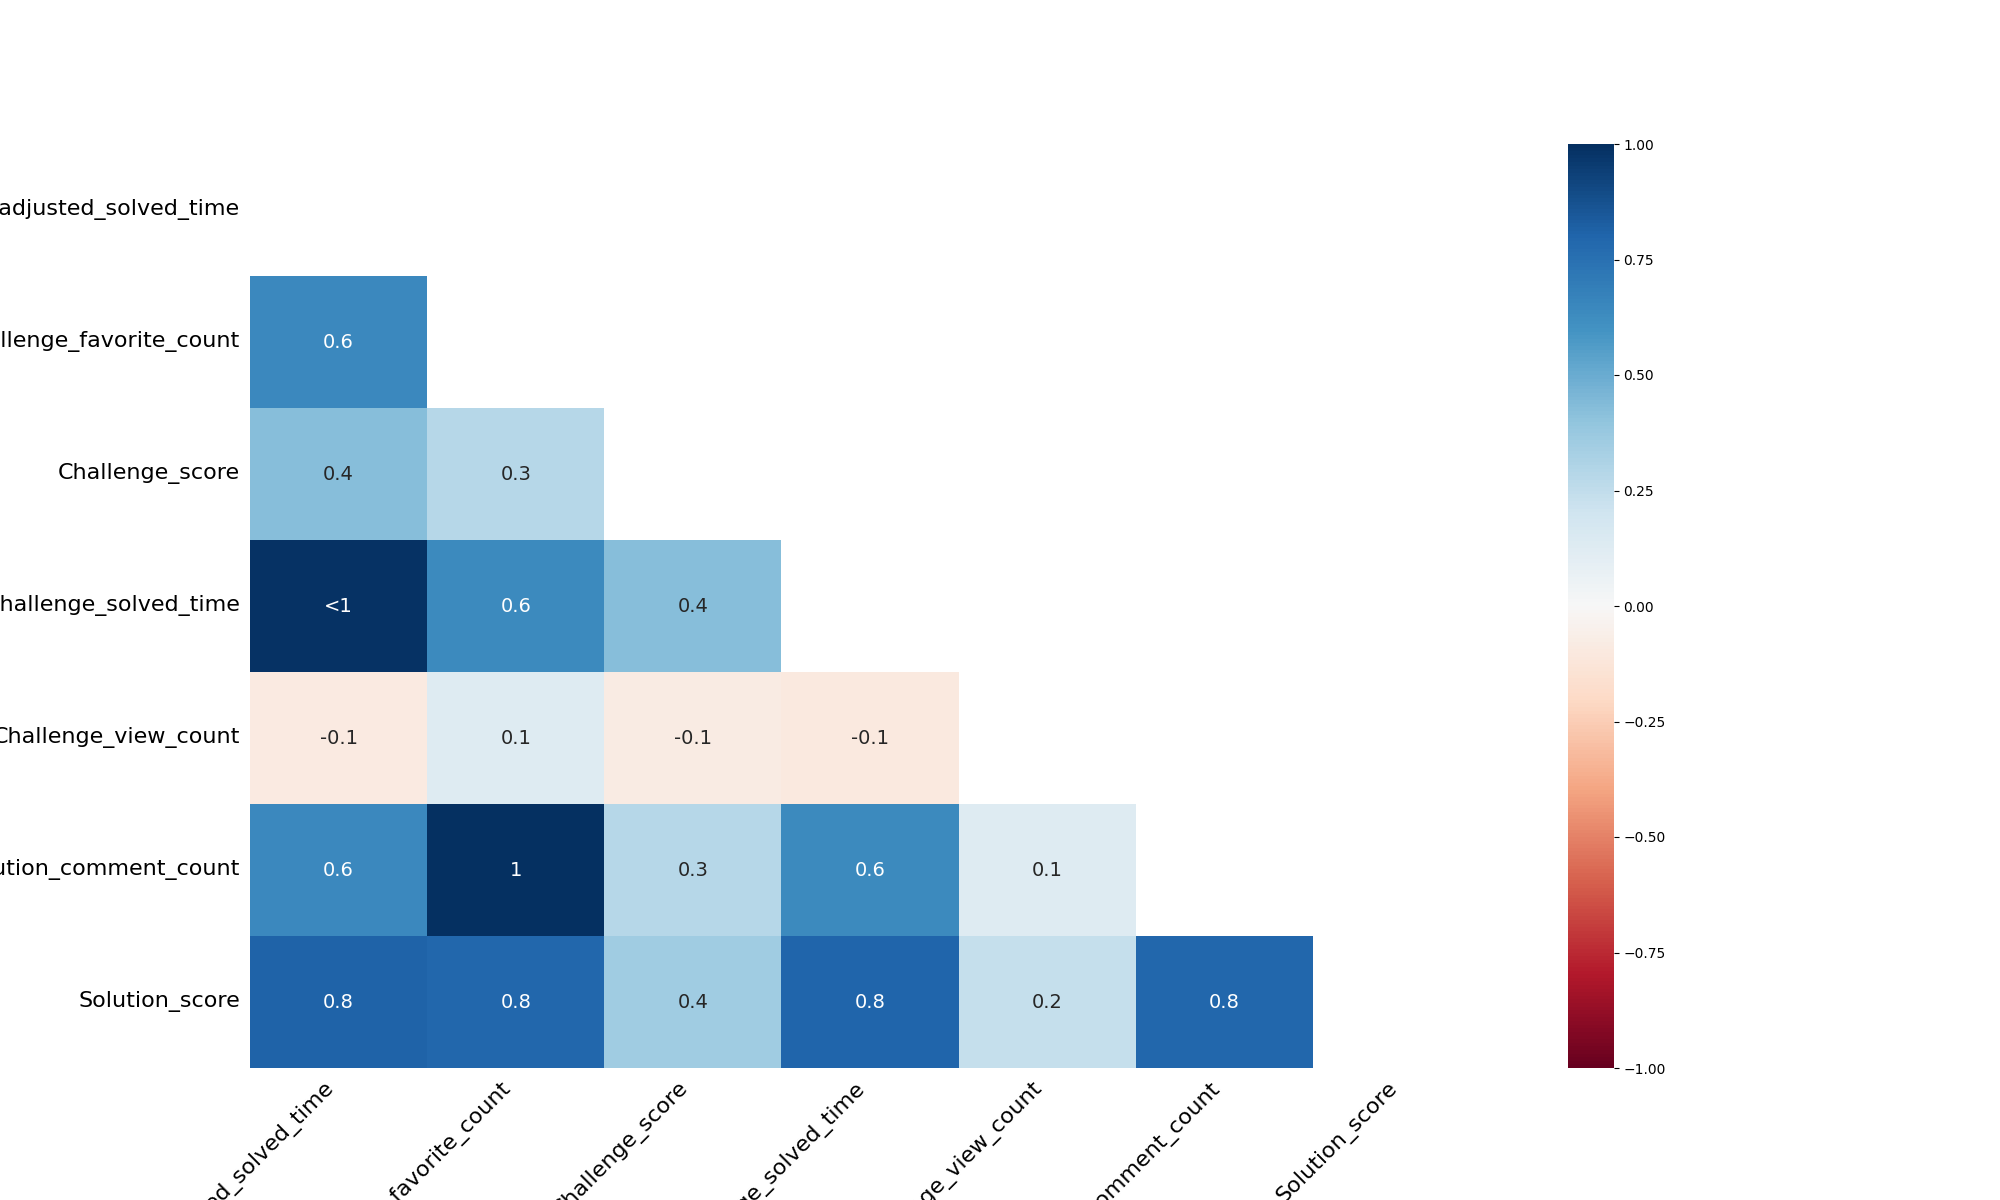 1.00
adjusted_solved_time
0.75
llenge_favorite_count
0.6
0.50
Challenge_score
0.4 0.3
0.25
hallenge_solved_time
<1 0.6 0.4
0.00
Challenge_view_count
-0.1 0.1 -0.1 -0.1
−0.25
ution_comment_count
0.6 1 0.3 0.6 0.1
−0.50
−0.75
Solution_score
0.8 0.8 0.4 0.8 0.2 0.8
−1.00
ed_solved_time
favorite_count
Challenge_score
ge_solved_time
ge_view_count
omment_count
Solution_score